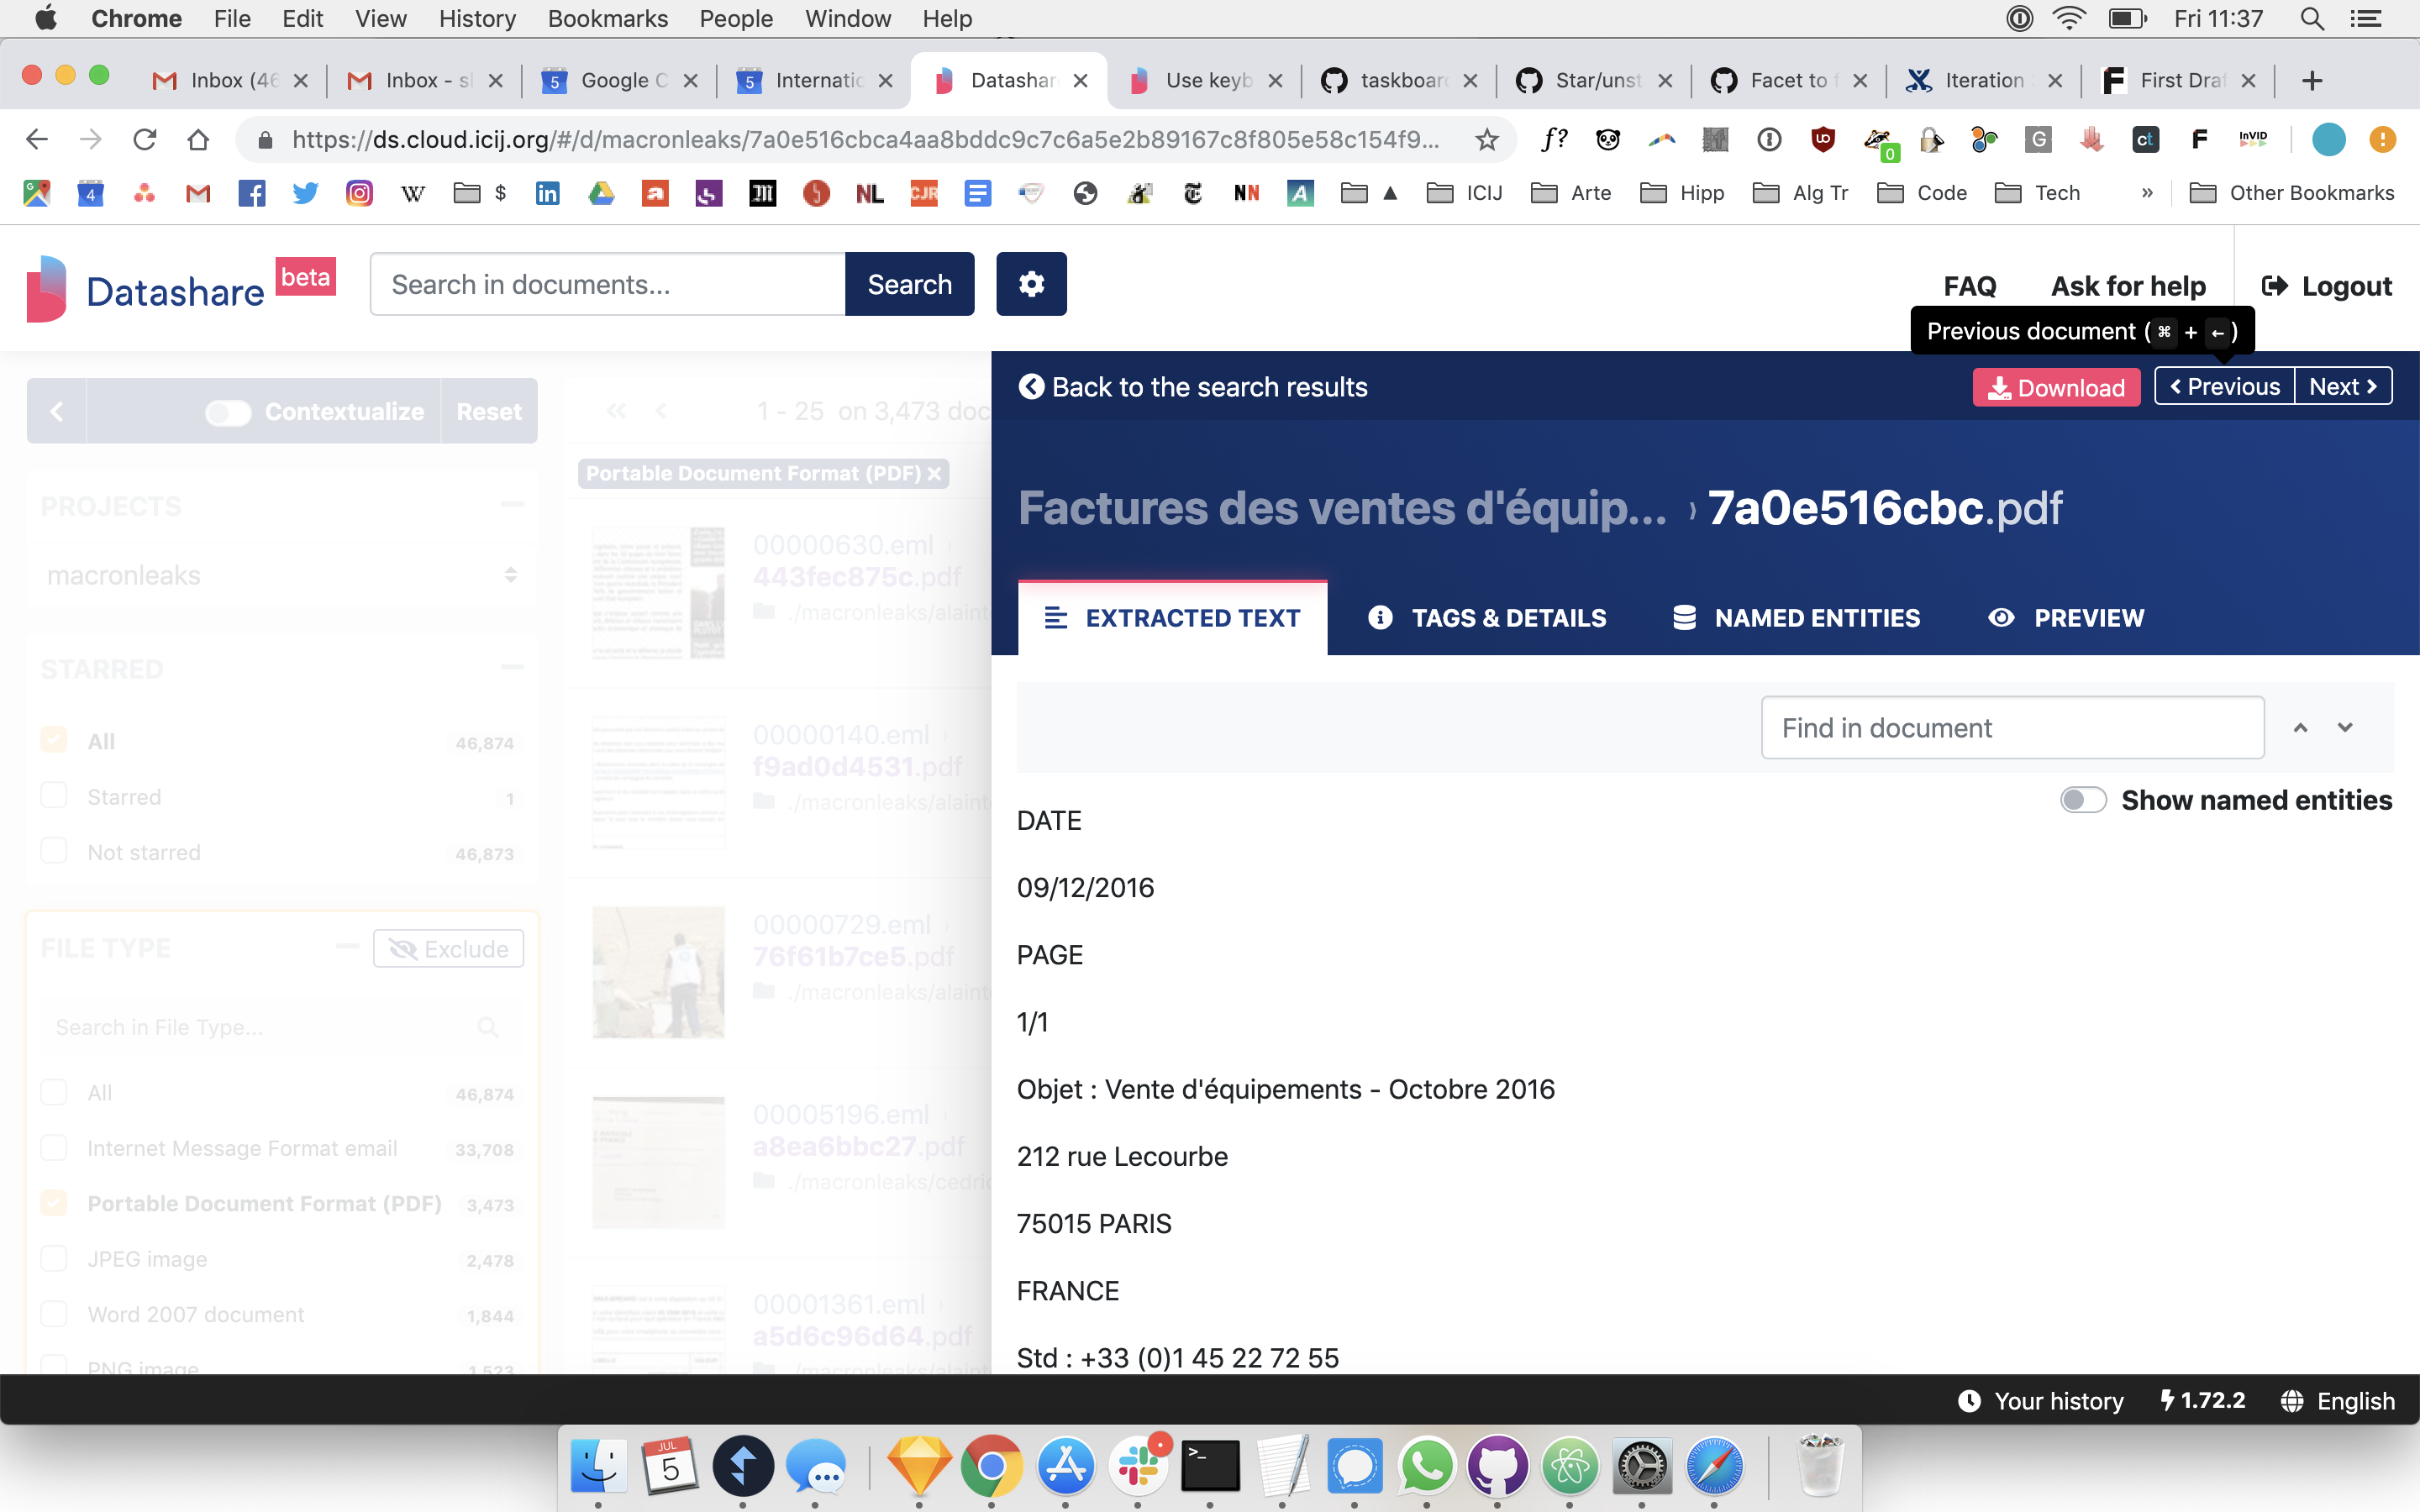 Chrome File Edit View History Bookmarks People Window Help Fri 11:37
Inbox (46 Inbox - s Google C Internatio Datashar Use keyb taskboar Star/unst Facet to f Iteration First Draf
https://ds.cloud.icij.org/#/d/macronleaks/7a0e516cbca4aa8bddc9c7c6a5e2b89167c8f805e58c154f9... f? 0 G ct F InVID
$ ICIJ Arte Hipp Alg Tr Code Tech » Other Bookmarks
Datashare beta
Search in documents... Search
FAQ Ask for help Logout
Previous document (⌘ + ←)
Contextualize Reset
1 - 25 on 3,473 doc
Back to the search results
Download Previous Next
PROJECTS
macronleaks
STARRED
All 46,874
Starred 1
Not starred 46,873
FILE TYPE Exclude
Search in File Type...
All 46,874
Internet Message Format email 33,708
Portable Document Format (PDF) 3,473
JPEG image 2,478
Word 2007 document 1,844
PNG image 1,523
Portable Document Format (PDF) ×
00000630.eml
443fec875c.pdf
./macronleaks/alainto
00000140.eml
f9ad0d4531.pdf
./macronleaks/alainto
00000729.eml
76f61b7ce5.pdf
./macronleaks/alainto
00005196.eml
a8ea6bbc27.pdf
./macronleaks/cedric
00001361.eml
a5d6c96d64.pdf
Factures des ventes d'équip... › 7a0e516cbc.pdf
EXTRACTED TEXT TAGS & DETAILS NAMED ENTITIES PREVIEW
Find in document
Show named entities
DATE
09/12/2016
PAGE
1/1
Objet : Vente d'équipements - Octobre 2016
212 rue Lecourbe
75015 PARIS
FRANCE
Std : +33 (0)1 45 22 72 55
Your history 1.72.2 English
JUL
5